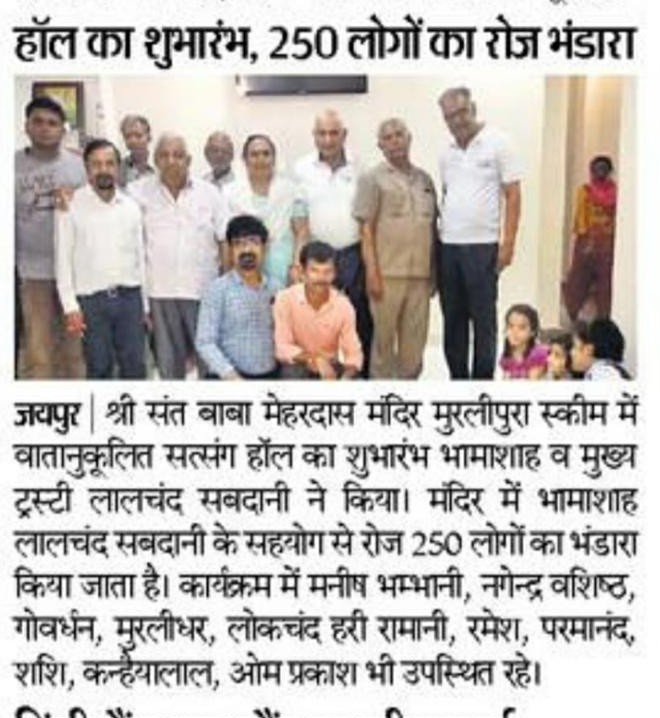 हॉल का शुभारंभ, 250 लोगों का रोज भंडारा
जयपुर | श्री संत बाबा मेहरदास मंदिर मुरलीपुरा स्कीम में
वातानुकूलित सत्संग हॉल का शुभारंभ भामाशाह व मुख्य
ट्रस्टी लालचंद सबदानी ने किया। मंदिर में भामाशाह
लालचंद सबदानी के सहयोग से रोज 250 लोगों का भंडारा
किया जाता है। कार्यक्रम में मनीष भम्भानी, नगेन्द्र वशिष्ठ,
गोवर्धन, मुरलीधर, लोकचंद हरी रामानी, रमेश, परमानंद,
शशि, कन्हैयालाल, ओम प्रकाश भी उपस्थित रहे।